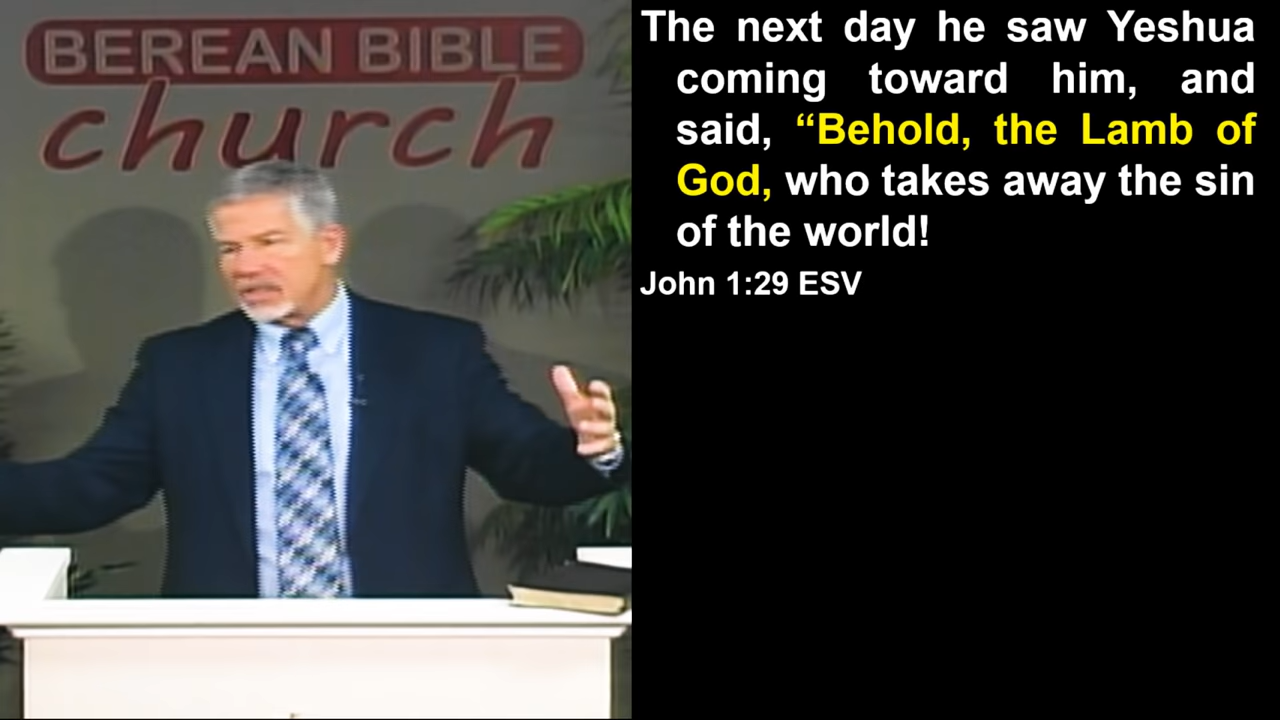 BEREAN BIBLE
church
The next day he saw Yeshua
coming toward him, and
said, “Behold, the Lamb of
God, who takes away the sin
of the world!
John 1:29 ESV